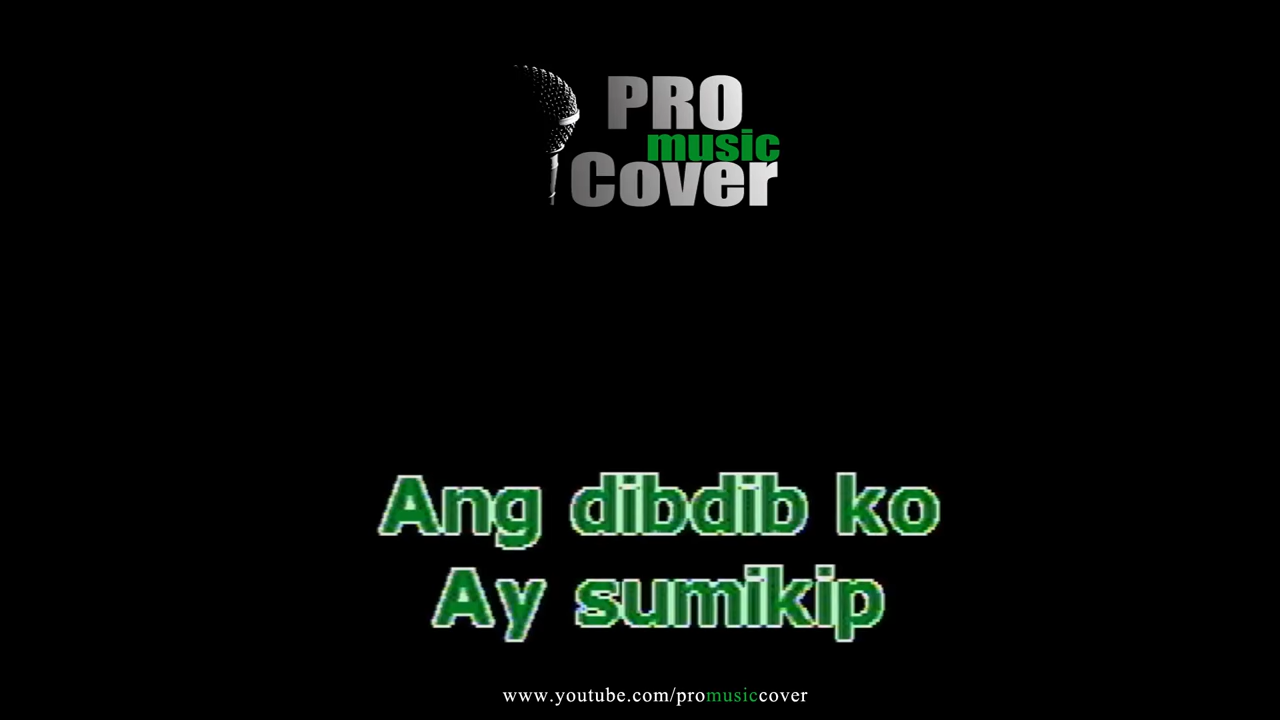 PRO
music
Cover
Ang dibdib ko
Ay sumikip
www.youtube.com/promusiccover